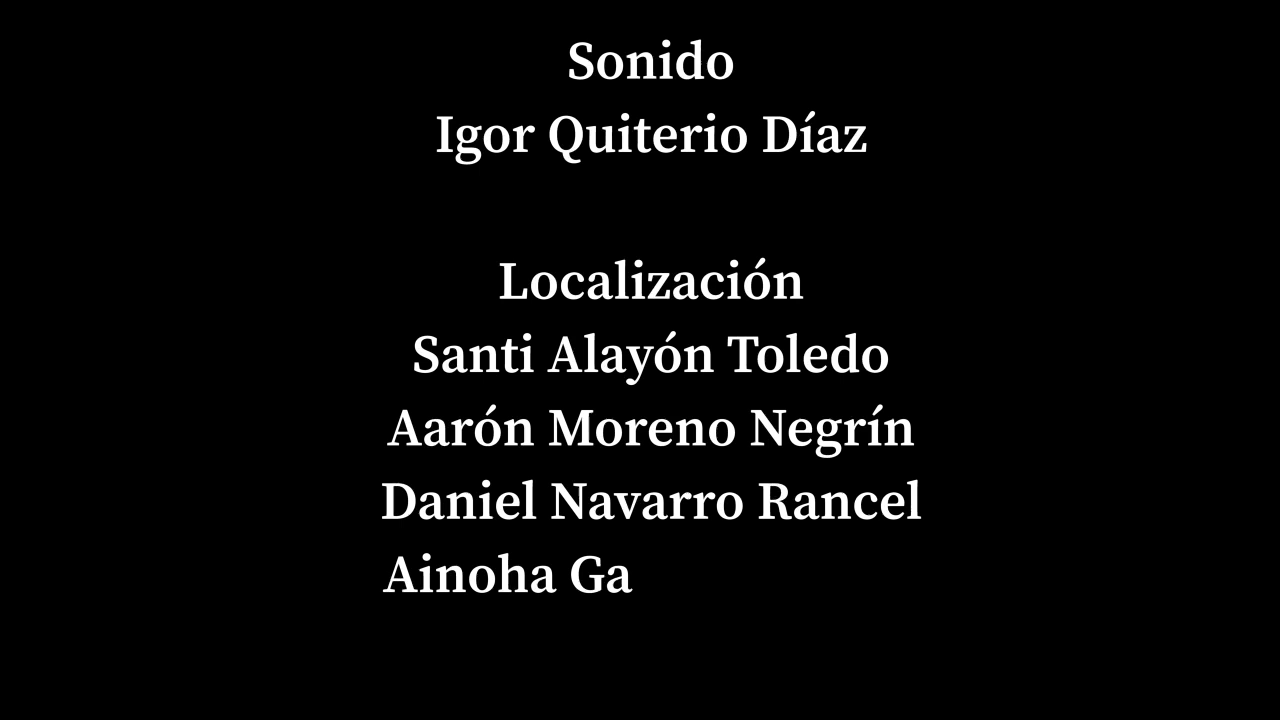 Sonido
Igor Quiterio Díaz
Localización
Santi Alayón Toledo
Aarón Moreno Negrín
Daniel Navarro Rancel
Ainoha Ga